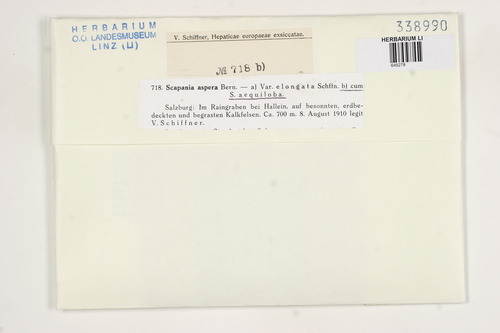 HERBARIUM
O.Ö. LANDESMUSEUM
LINZ (LI)
V. Schiffner, Hepaticae europaeae exsiccatae.
№ 718 b)
338990
HERBARIUM LI
718. Scapania aspera Bern. — a) Var. elongata Schffn. b) cum
S. aequiloba.
Salzburg: Im Raingraben bei Hallein, auf besonnten, erdbe-
deckten und begrasten Kalkfelsen. Ca. 700 m. 8. August 1910 legit
V. Schiffner.